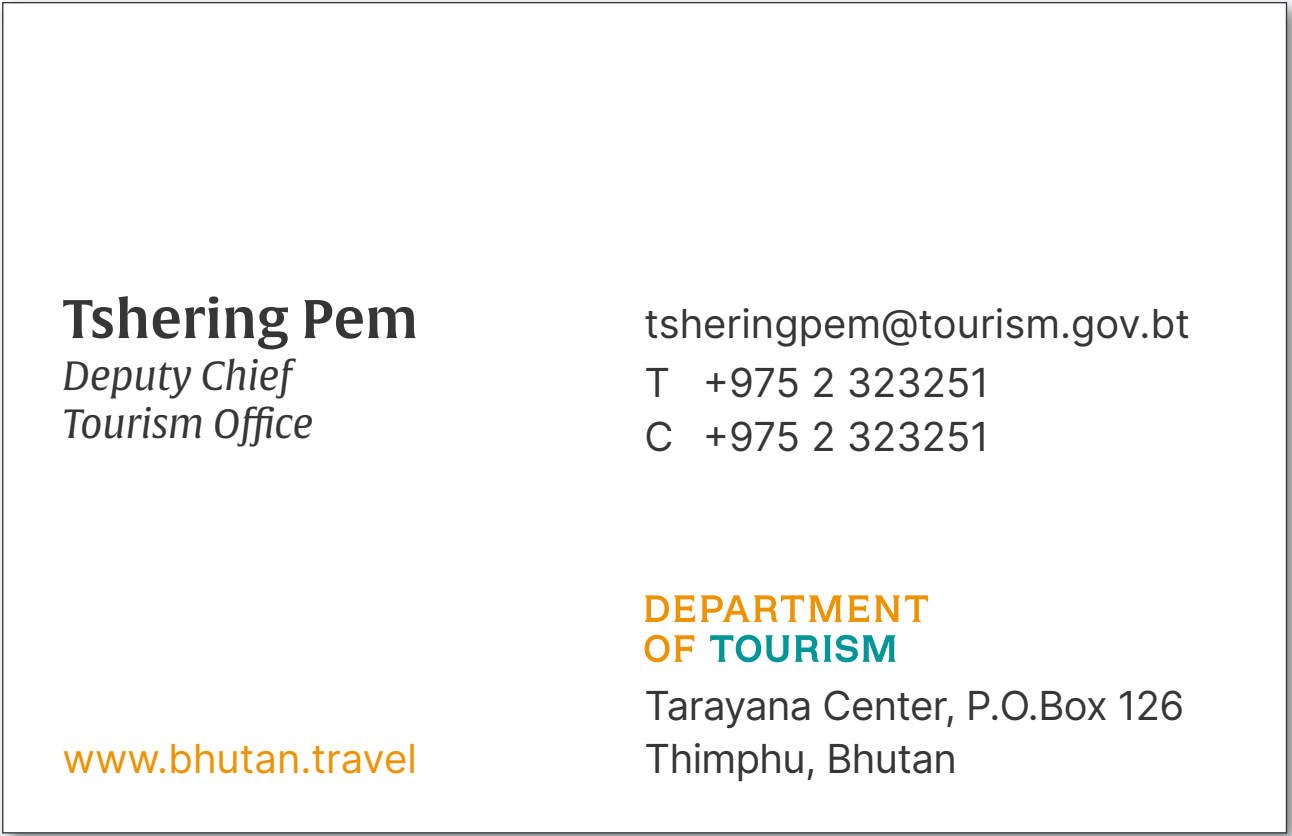 Tshering Pem
Deputy Chief
Tourism Office
www.bhutan.travel
tsheringpem@tourism.gov.bt
T +975 2 323251
C +975 2 323251
DEPARTMENT
OF TOURISM
Tarayana Center, P.O.Box 126
Thimphu, Bhutan